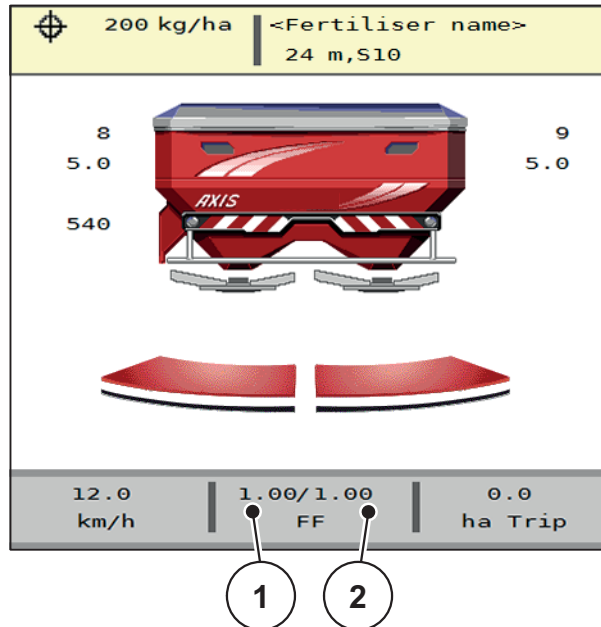 200 kg/ha <Fertiliser name>
24 m,S10
8 9
5.0 5.0
540
AXIS
12.0 1.00/1.00 0.0
km/h FF ha Trip
1 2